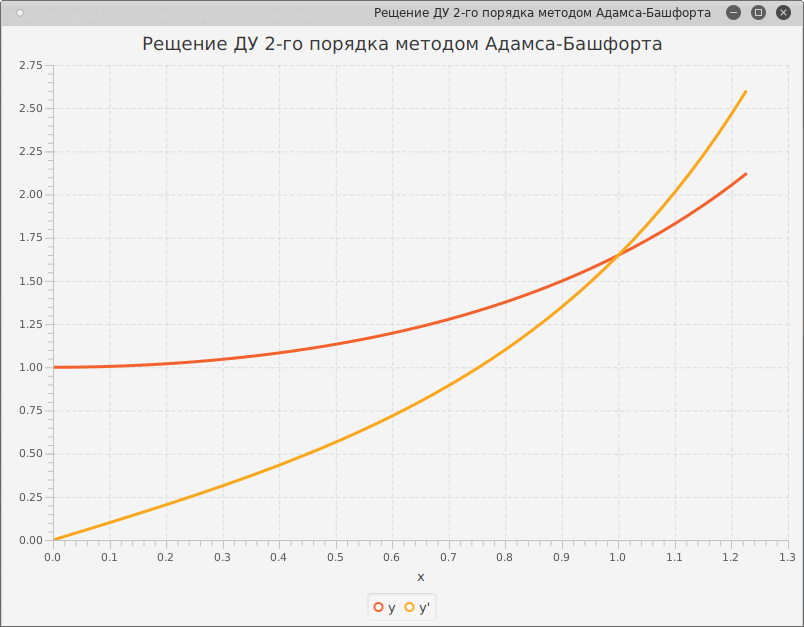 Рещение ДУ 2-го порядка методом Адамса-Башфорта
Рещение ДУ 2-го порядка методом Адамса-Башфорта
2.75
2.50
2.25
2.00
1.75
1.50
1.25
1.00
0.75
0.50
0.25
0.00
0.0 0.1 0.2 0.3 0.4 0.5 0.6 0.7 0.8 0.9 1.0 1.1 1.2 1.3
x
y y'